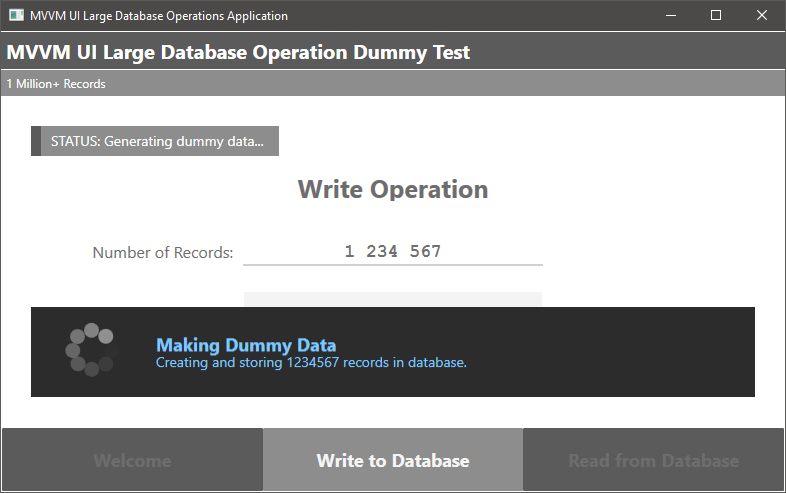 MVVM UI Large Database Operations Application
MVVM UI Large Database Operation Dummy Test
1 Million+ Records
STATUS: Generating dummy data...
Write Operation
Number of Records: 1 234 567
Making Dummy Data
Creating and storing 1234567 records in database.
Welcome Write to Database Read from Database